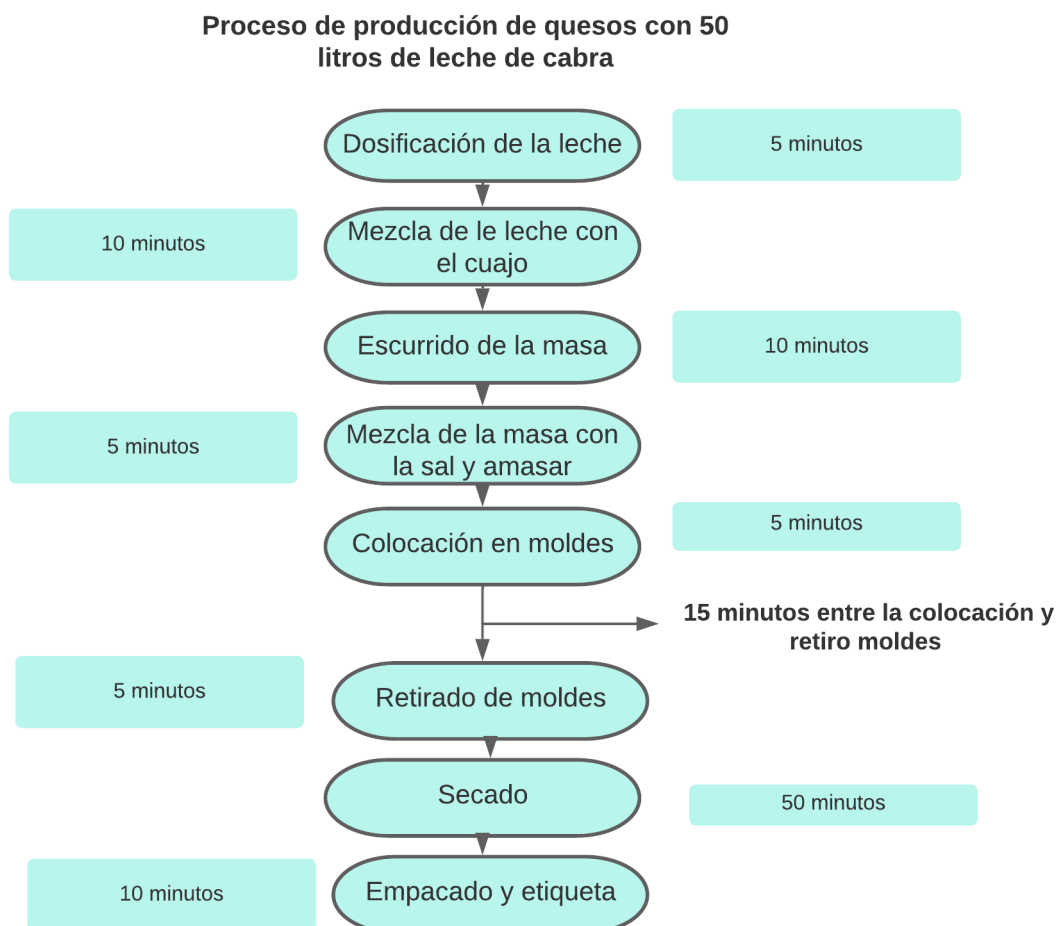 Proceso de producción de quesos con 50
litros de leche de cabra
Dosificación de la leche
5 minutos
10 minutos
Mezcla de le leche con
el cuajo
Escurrido de la masa
10 minutos
5 minutos
Mezcla de la masa con
la sal y amasar
Colocación en moldes
5 minutos
15 minutos entre la colocación y
retiro moldes
5 minutos
Retirado de moldes
Secado
50 minutos
10 minutos
Empacado y etiqueta